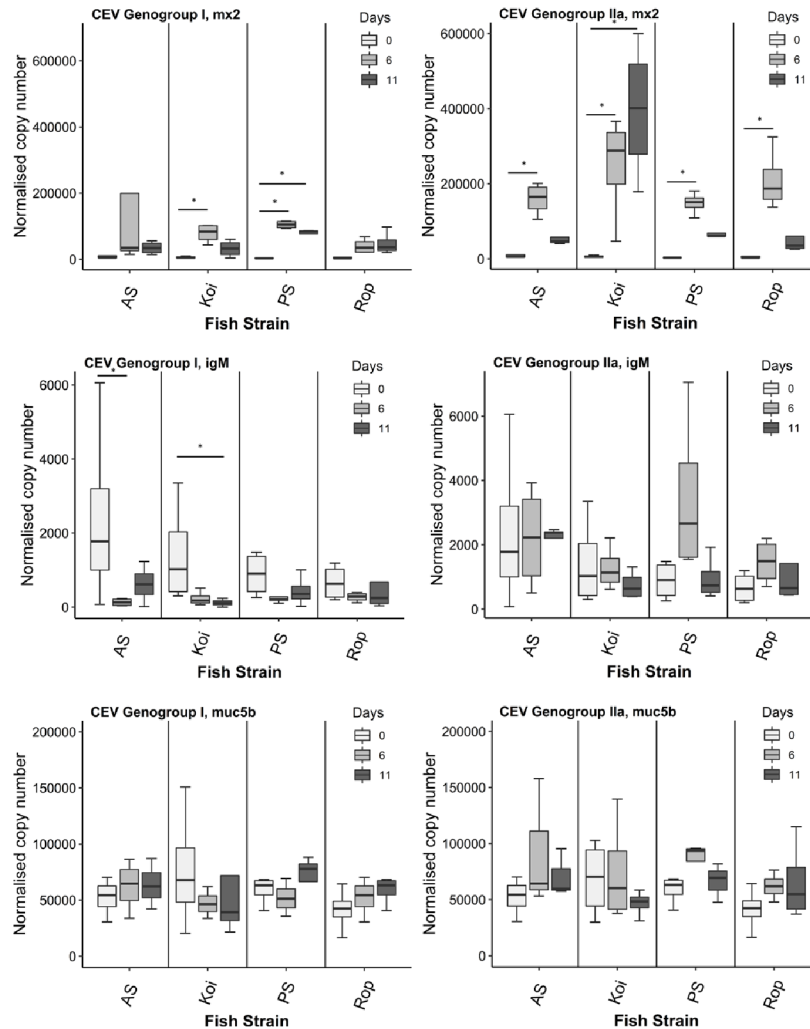 CEV Genogroup I, mx2
Days
0
6
11
*
*
*
Normalised copy number
600000
400000
200000
0
AS
Koi
PS
Rop
Fish Strain
CEV Genogroup IIa, mx2
Days
0
6
11
*
*
*
*
*
Normalised copy number
600000
400000
200000
0
AS
Koi
PS
Rop
Fish Strain
CEV Genogroup I, igM
Days
0
6
11
*
*
Normalised copy number
6000
4000
2000
0
AS
Koi
PS
Rop
Fish Strain
CEV Genogroup IIa, igM
Days
0
6
11
Normalised copy number
6000
4000
2000
0
AS
Koi
PS
Rop
Fish Strain
CEV Genogroup I, muc5b
Days
0
6
11
Normalised copy number
200000
150000
100000
50000
0
AS
Koi
PS
Rop
Fish Strain
CEV Genogroup IIa, muc5b
Days
0
6
11
Normalised copy number
200000
150000
100000
50000
0
AS
Koi
PS
Rop
Fish Strain